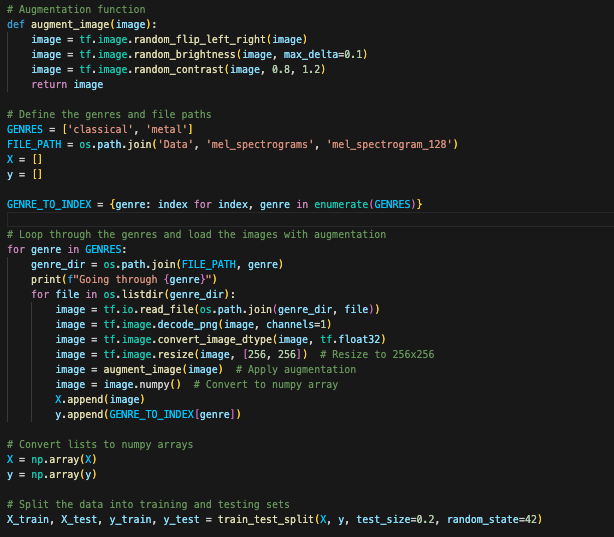 # Augmentation function
def augment_image(image):
    image = tf.image.random_flip_left_right(image)
    image = tf.image.random_brightness(image, max_delta=0.1)
    image = tf.image.random_contrast(image, 0.8, 1.2)
    return image

# Define the genres and file paths
GENRES = ['classical', 'metal']
FILE_PATH = os.path.join('Data', 'mel_spectrograms', 'mel_spectrogram_128')
X = []
y = []

GENRE_TO_INDEX = {genre: index for index, genre in enumerate(GENRES)}

# Loop through the genres and load the images with augmentation
for genre in GENRES:
    genre_dir = os.path.join(FILE_PATH, genre)
    print(f"Going through {genre}")
    for file in os.listdir(genre_dir):
        image = tf.io.read_file(os.path.join(genre_dir, file))
        image = tf.image.decode_png(image, channels=1)
        image = tf.image.convert_image_dtype(image, tf.float32)
        image = tf.image.resize(image, [256, 256])  # Resize to 256x256
        image = augment_image(image)  # Apply augmentation
        image = image.numpy()  # Convert to numpy array
        X.append(image)
        y.append(GENRE_TO_INDEX[genre])

# Convert lists to numpy arrays
X = np.array(X)
y = np.array(y)

# Split the data into training and testing sets
X_train, X_test, y_train, y_test = train_test_split(X, y, test_size=0.2, random_state=42)